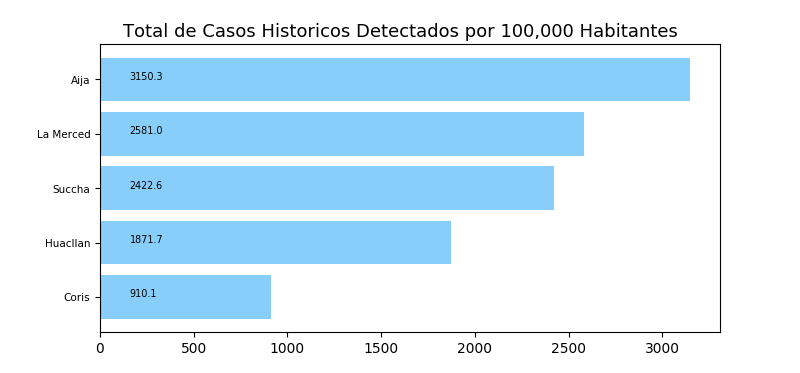 Total de Casos Historicos Detectados por 100,000 Habitantes
Aija 3150.3
La Merced 2581.0
Succha 2422.6
Huacllan 1871.7
Coris 910.1
0 500 1000 1500 2000 2500 3000